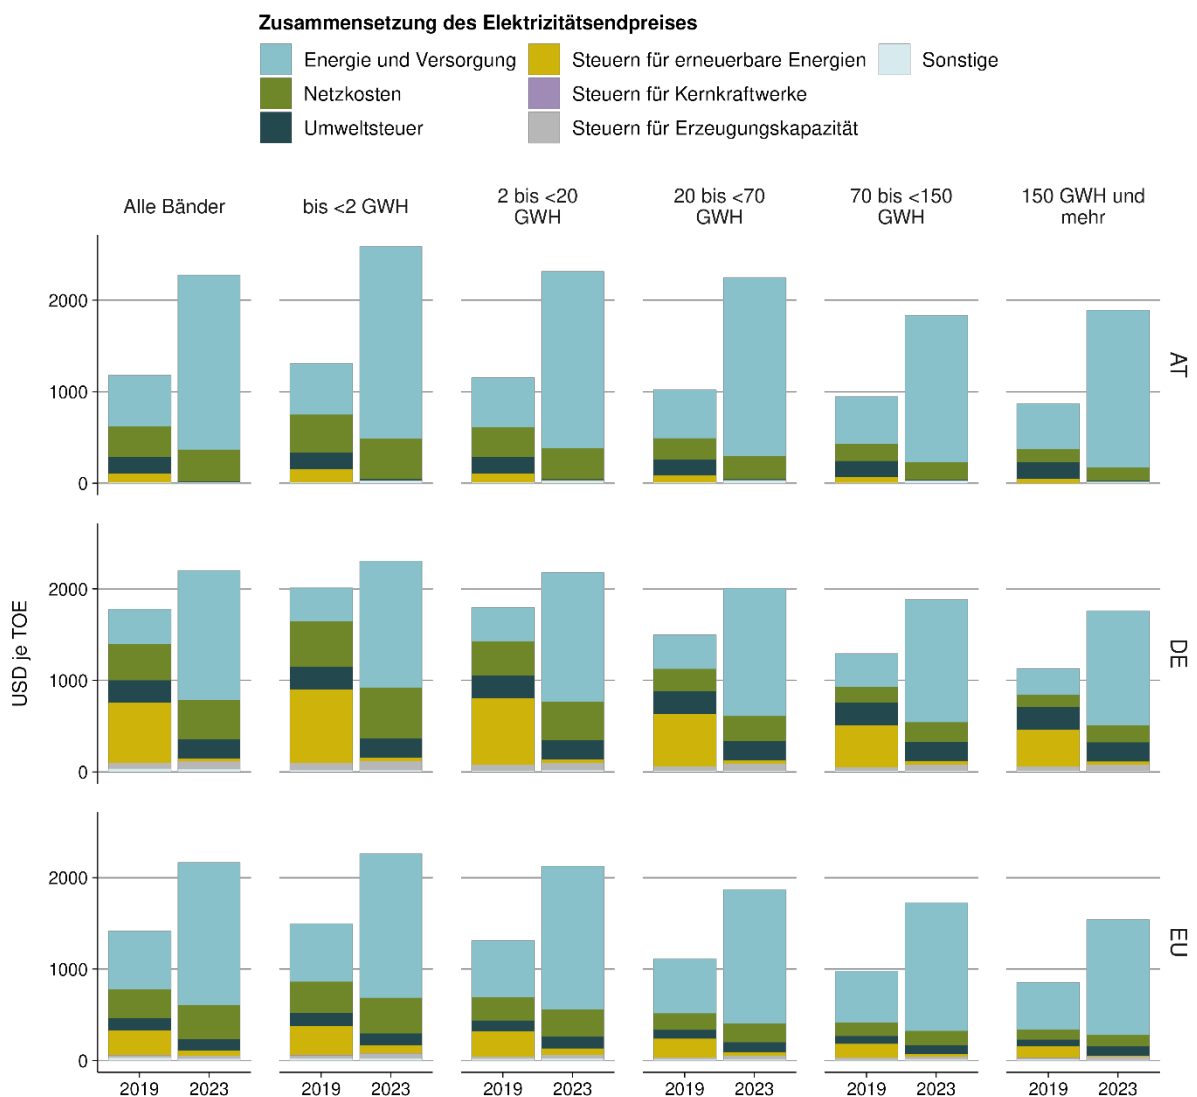 Zusammensetzung des Elektrizitätsendpreises
Energie und Versorgung
Steuern für erneuerbare Energien
Sonstige
Netzkosten
Steuern für Kernkraftwerke
Umweltsteuer
Steuern für Erzeugungskapazität
Alle Bänder
bis <2 GWH
2 bis <20
GWH
20 bis <70
GWH
70 bis <150
GWH
150 GWH und
mehr
2000
1000
0
AT
USD je TOE
2000
1000
0
DE
2000
1000
0
EU
2019
2023
2019
2023
2019
2023
2019
2023
2019
2023
2019
2023